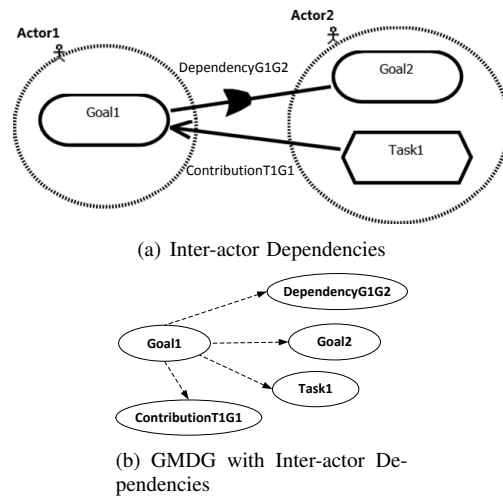 Actor1
Actor2
DependencyG1G2
Goal2
Goal1
Task1
ContributionT1G1
(a) Inter-actor Dependencies
DependencyG1G2
Goal1
Goal2
Task1
ContributionT1G1
(b) GMDG with Inter-actor De-
pendencies